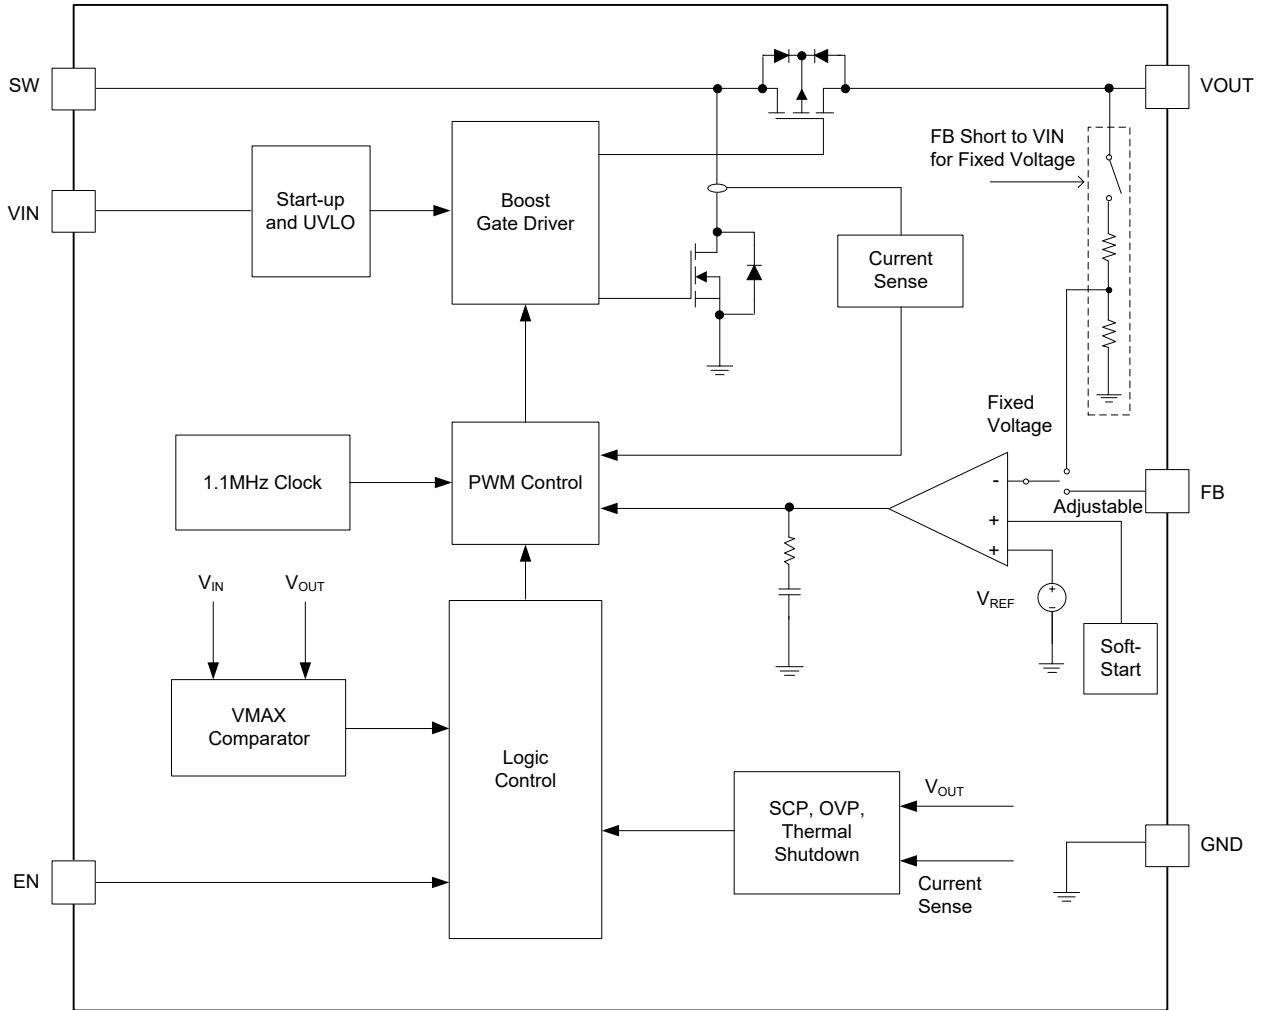 SW
VOUT
FB Short to VIN
for Fixed Voltage
VIN
Start-up
and UVLO
Boost
Gate Driver
Current
Sense
Fixed
Voltage
1.1MHz Clock
PWM Control
-
FB
Adjustable
+
+
VIN
VOUT
VREF
+
−
Soft-
Start
VMAX
Comparator
Logic
Control
SCP, OVP,
Thermal
Shutdown
VOUT
GND
EN
Current
Sense